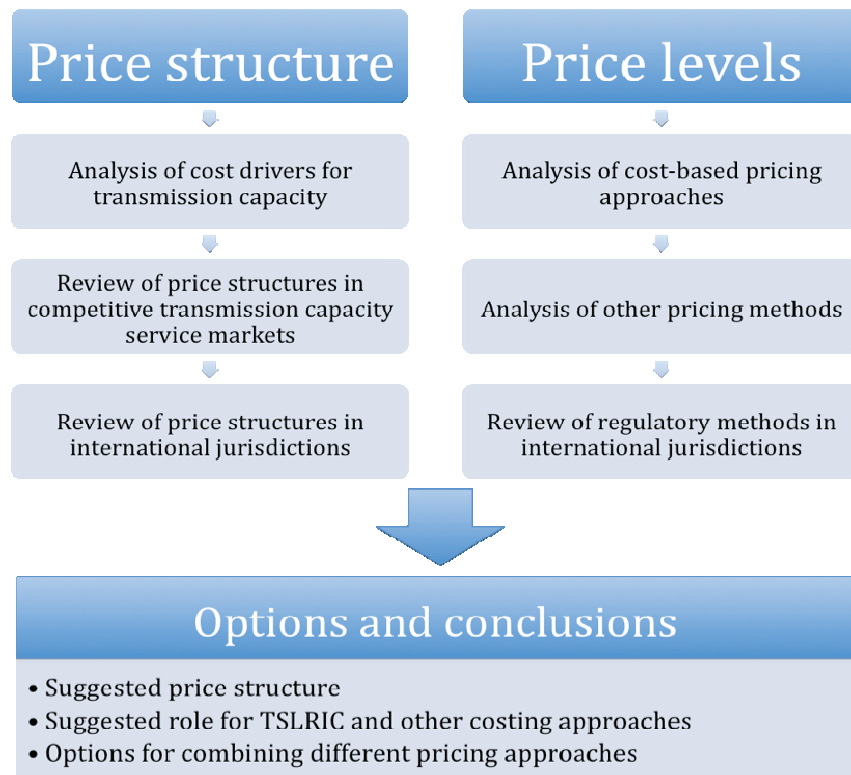 Price structure
Analysis of cost drivers for
transmission capacity
Review of price structures in
competitive transmission capacity
service markets
Review of price structures in
international jurisdictions
Price levels
Analysis of cost-based pricing
approaches
Analysis of other pricing methods
Review of regulatory methods in
international jurisdictions
Options and conclusions
• Suggested price structure
• Suggested role for TSLRIC and other costing approaches
• Options for combining different pricing approaches